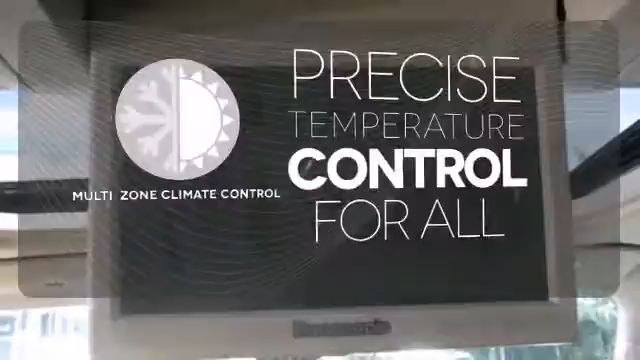 PRECISE
TEMPERATURE
CONTROL
FOR ALL
MULTI ZONE CLIMATE CONTROL